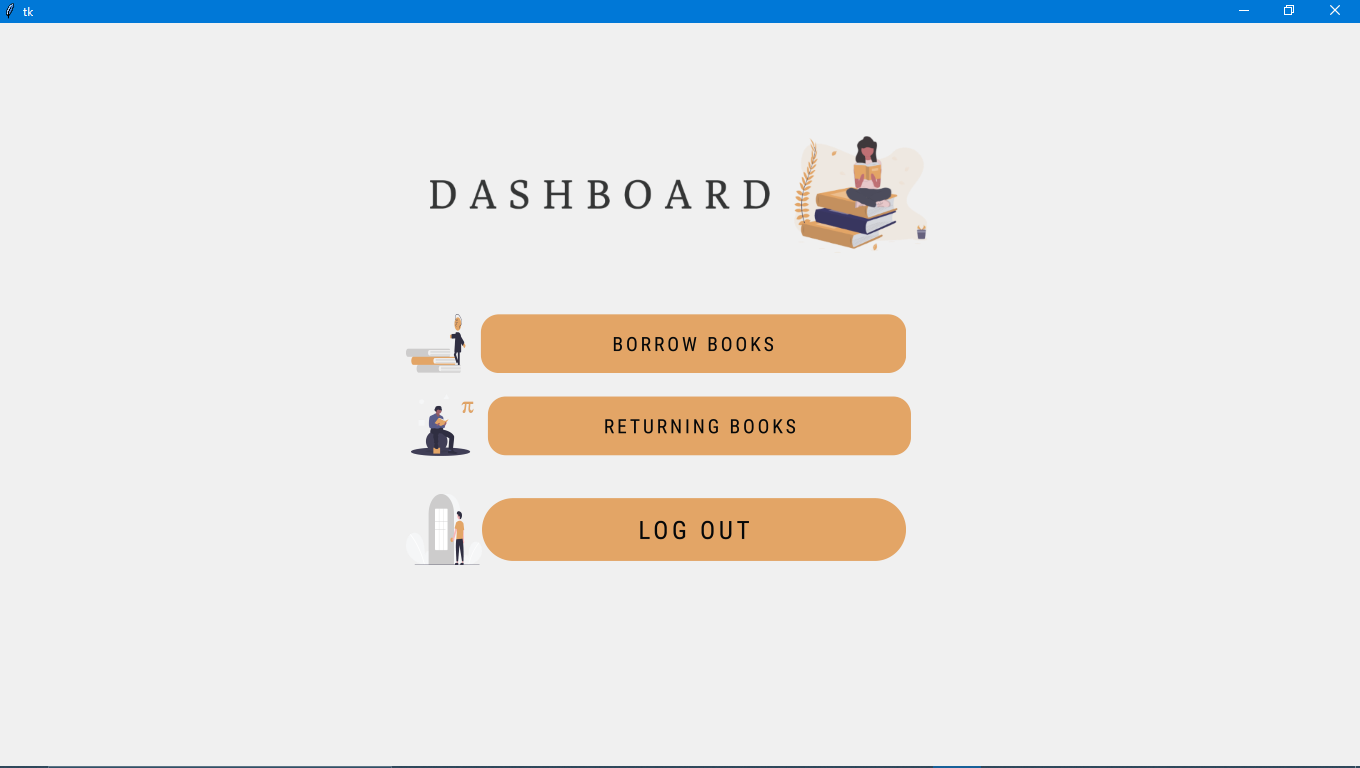 tk
DASHBOARD
BORROW BOOKS
π
RETURNING BOOKS
LOG OUT